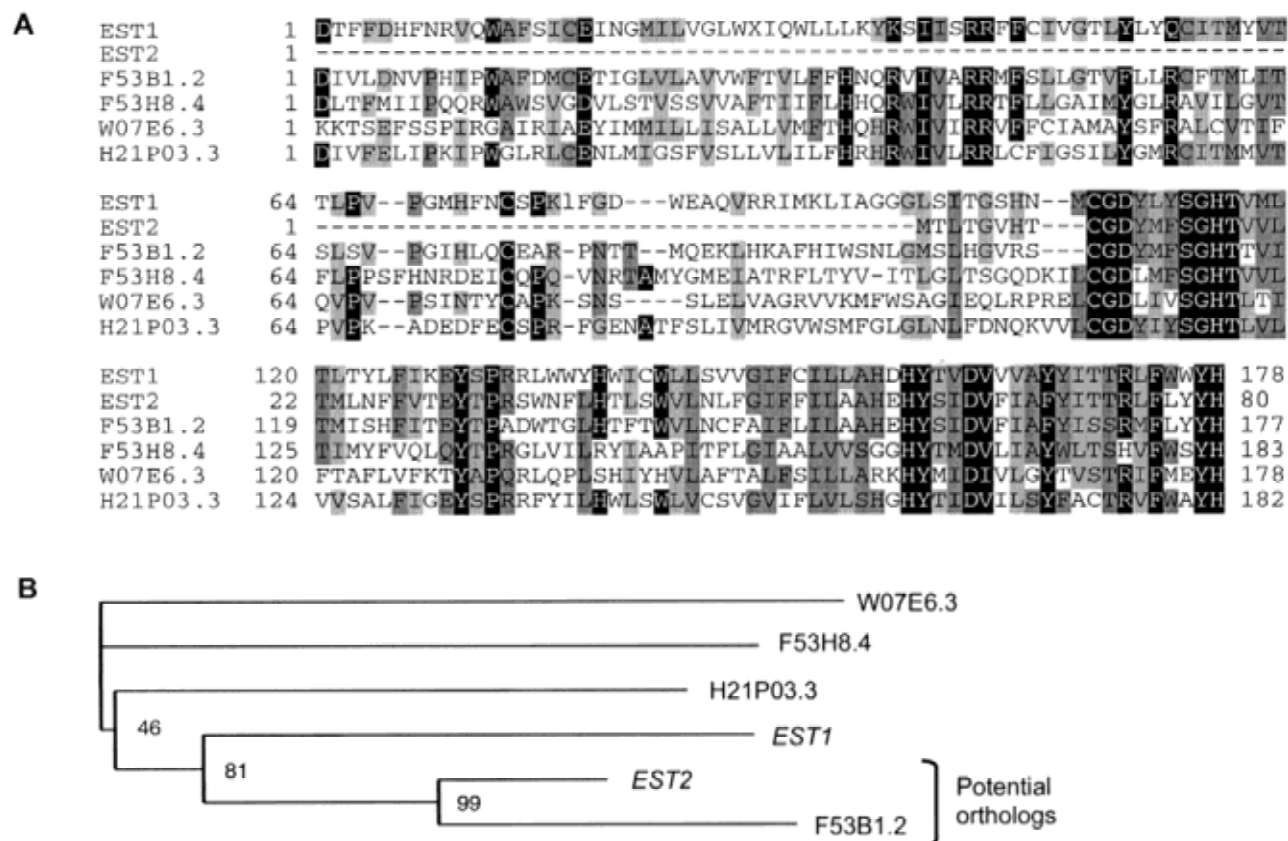 A
EST1 1 DTFFDHFNRVQWAFSICEINGMILVGLWXIQWLLLKYKSIISRRFFCIVGTLYLYQCITMYVT
EST2 1 ---------------------------------------------------------------
F53B1.2 1 DIVLDNVPHIPWAFDMCETIGLVLAVVWFTVLFFHNQRVIVARRMFSLLGTVFLLRCFTMLIT
F53H8.4 1 DLTFMIIPQQRWAWSVGDVLSTVSSVVAFTIIFLHHQRWIVLRRTFLLGAIMYGLRAVILGVT
W07E6.3 1 KKTSEFSSPIRGAIRIAEYIMMILLISALLVMFTHQHRWIVIRRVFFCIAMAYSFRALCVTIF
H21P03.3 1 DIVFELIPKIPWGLRLCENLMIGSFVSLLVLILFHRHRWIVLRRLCFIGSILYGMRCITMMVT
EST1 64 TLPV--PGMHFNCSPKlFGD---WEAQVRRIMKLIAGGGLSITGSHN---MCGDYLYSGHTVML
EST2 1 ---------------------------------------MTLTGVHT---CGDYMFSGHTVVL
F53B1.2 64 SLSV--PGIHLQCEAR-PNTT---MQEKLHKAFHIWSNLGMSLHGVRS---CGDYMFSGHTTVI
F53H8.4 64 FLPPSFHNRDEICQPQ-VNRTAMYGMEIATRFLTYV-ITLGLTSGQDKILCGDLMFSGHTVVL
W07E6.3 64 QVPV--PSINTYCAPK-SNS----SLELVAGRVVKMFWSAGIEQLRPRELCGDLIVSGHTLTI
H21P03.3 64 PVPK--ADEDFECSPR-FGENATFSLIVMRGVWSMFGLGLNLFDNQKVVLCGDYIYSGHTLVL
EST1 120 TLTYLFIKEYSPRRLWWYHWICWLLSVVGIFCILLAHDHYTVDVVVAYYITTRLFWWYH 178
EST2 22 TMLNFFVTEYTPRSWNFLHTLSWVLNLFGIFFILAAHEHYSIDVFIAFYITTRLFLYYH 80
F53B1.2 119 TMISHFITEYTPADWTGLHTFTWVLNCFAIFLILAAHEHYSIDVFIAFYISSRMFLYYH 177
F53H8.4 125 TIMYFVQLQYTPRGLVILRYIAAPITFLGIAALVVSGGHYTMDVLIAYWLTSHVFWSYH 183
W07E6.3 120 FTAFLVFKTYAPQRLQPLSHIYHVLAFTALFSILLARKHYMIDIVLGYTVSTRIFMEYH 178
H21P03.3 124 VVSALFIGEYSPRRFYILHWLSWLVCSVGVIFLVLSHGHYTIDVILSYFACTRVFWAYH 182
B
W07E6.3
F53H8.4
H21P03.3
46
EST1
81
EST2
99
F53B1.2
Potential
orthologs